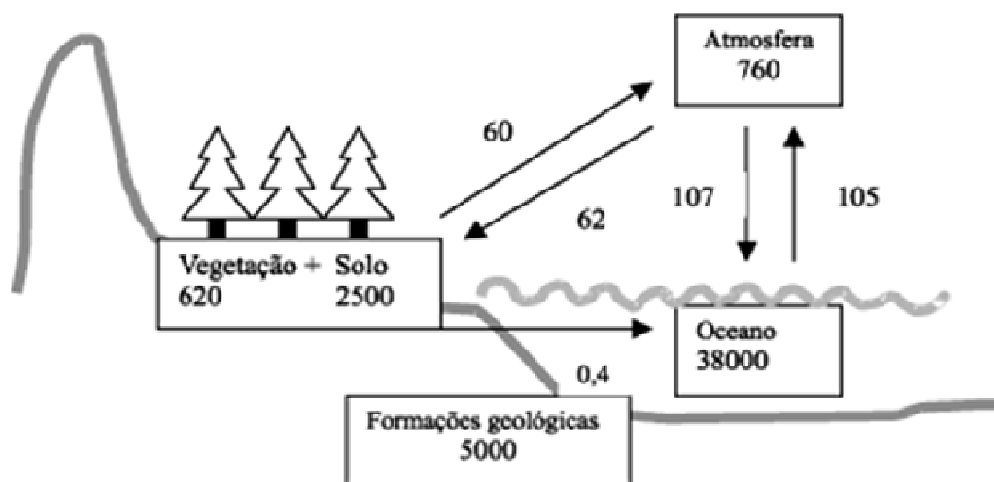 Atmosfera
760
60
62
107
105
Vegetação + Solo
620 2500
Oceano
38000
0,4
Formações geológicas
5000